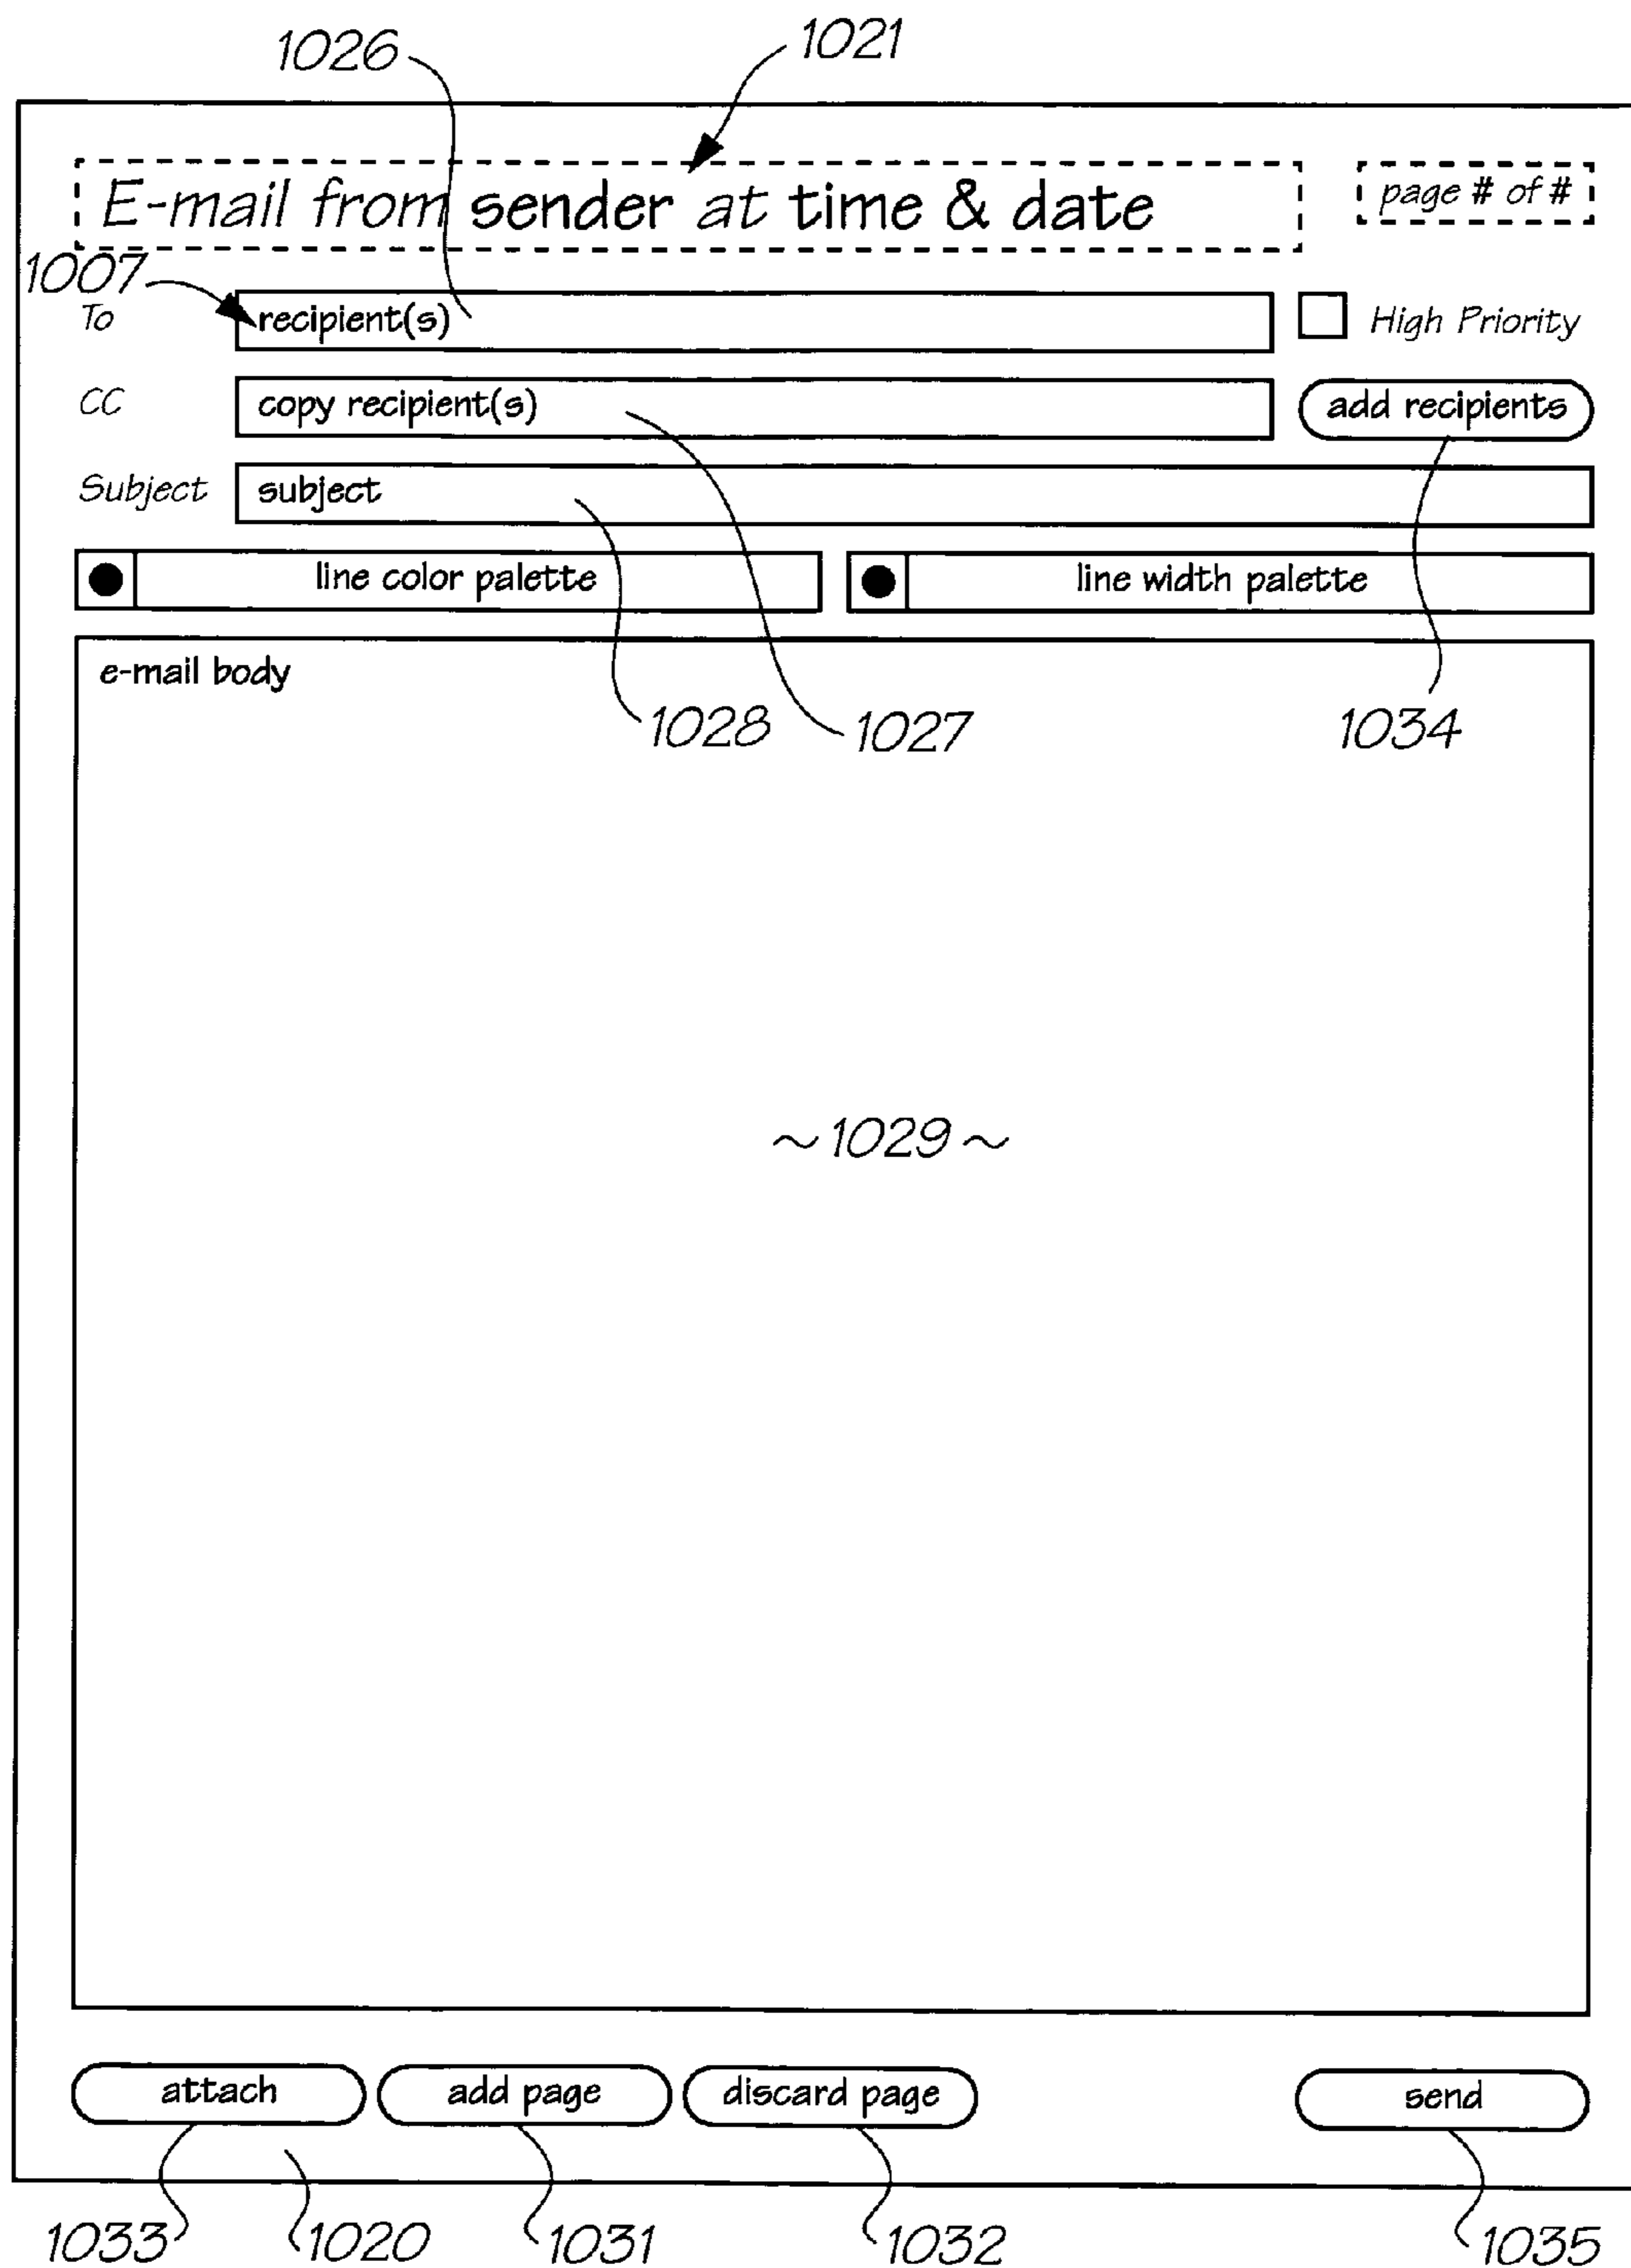 1026 1021
E-mail from sender at time & date page # of #
1007
To recipient(s) High Priority
CC copy recipient(s) add recipients
Subject subject
line color palette line width palette
e-mail body
1028 1027 1034
~1029~
attach add page discard page send
1033 1020 1031 1032 1035